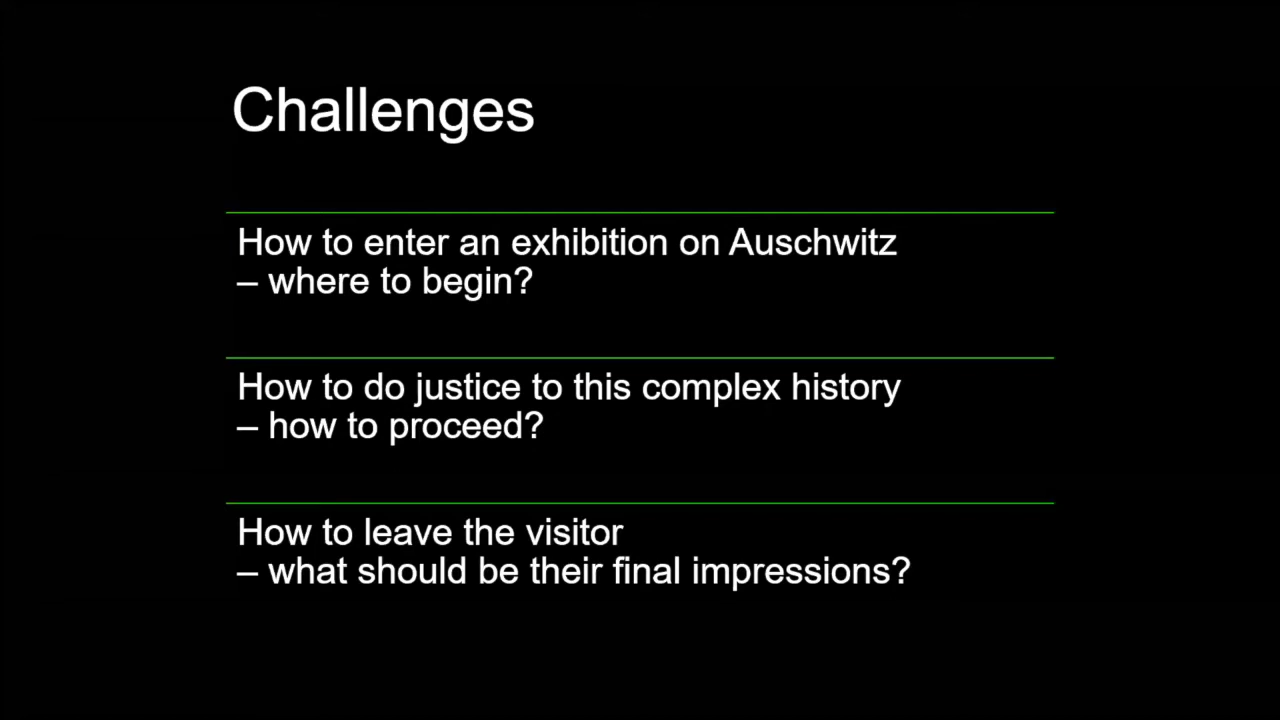 Challenges
How to enter an exhibition on Auschwitz
– where to begin?
How to do justice to this complex history
– how to proceed?
How to leave the visitor
– what should be their final impressions?